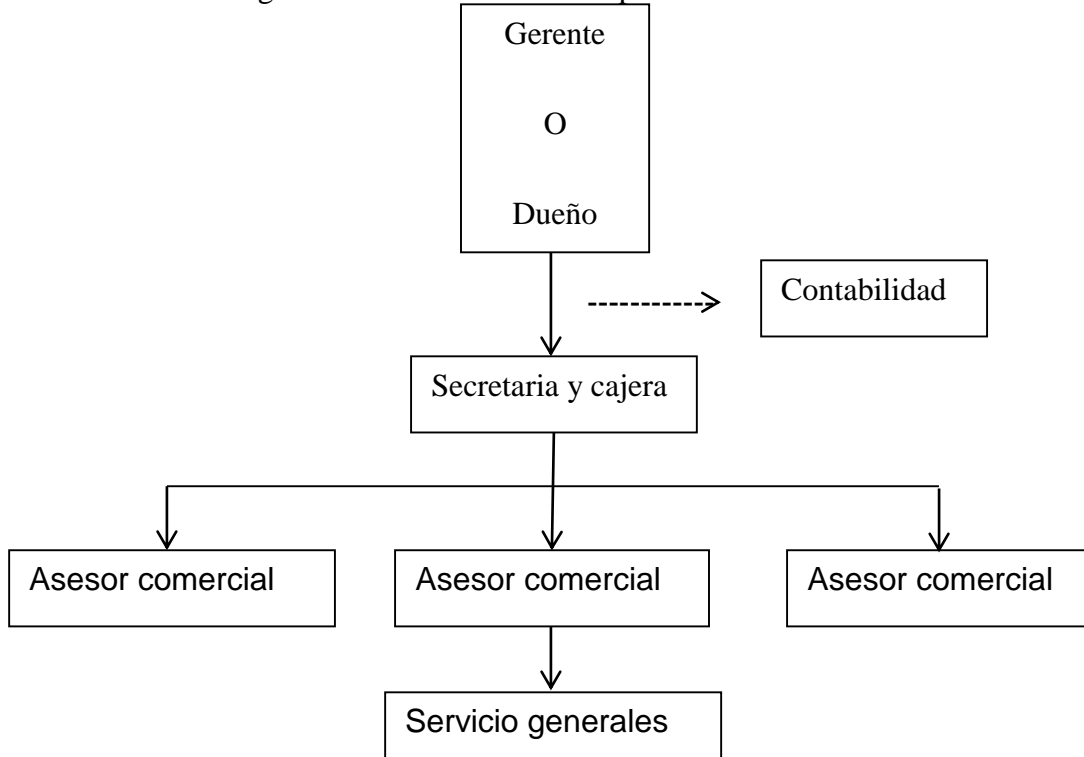 Gerente
O
Dueño
Contabilidad
Secretaria y cajera
Asesor comercial
Asesor comercial
Asesor comercial
Servicio generales